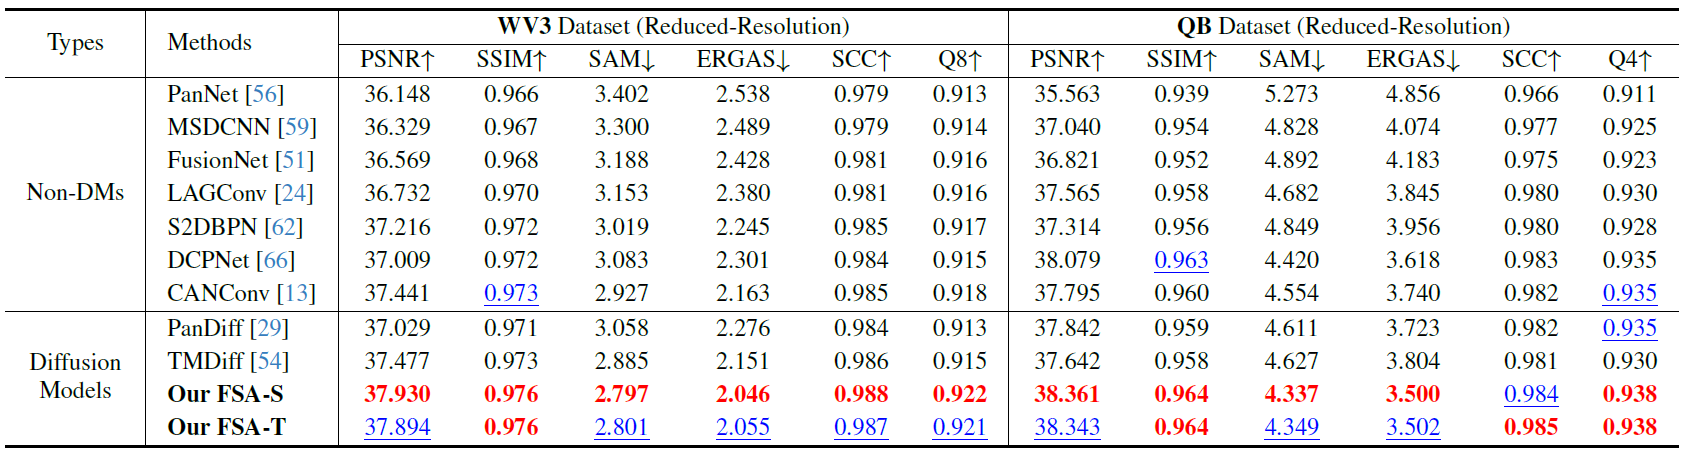 Types Methods WV3 Dataset (Reduced-Resolution) QB Dataset (Reduced-Resolution)
PSNR↑ SSIM↑ SAM↓ ERGAS↓ SCC↑ Q8↑ PSNR↑ SSIM↑ SAM↓ ERGAS↓ SCC↑ Q4↑
Non-DMs
PanNet [56] 36.148 0.966 3.402 2.538 0.979 0.913 35.563 0.939 5.273 4.856 0.966 0.911
MSDCNN [59] 36.329 0.967 3.300 2.489 0.979 0.914 37.040 0.954 4.828 4.074 0.977 0.925
FusionNet [51] 36.569 0.968 3.188 2.428 0.981 0.916 36.821 0.952 4.892 4.183 0.975 0.923
LAGConv [24] 36.732 0.970 3.153 2.380 0.981 0.916 37.565 0.958 4.682 3.845 0.980 0.930
S2DBPN [62] 37.216 0.972 3.019 2.245 0.985 0.917 37.314 0.956 4.849 3.956 0.980 0.928
DCPNet [66] 37.009 0.972 3.083 2.301 0.984 0.915 38.079 0.963 4.420 3.618 0.983 0.935
CANConv [13] 37.441 0.973 2.927 2.163 0.985 0.918 37.795 0.960 4.554 3.740 0.982 0.935
Diffusion
Models
PanDiff [29] 37.029 0.971 3.058 2.276 0.984 0.913 37.842 0.959 4.611 3.723 0.982 0.935
TMDiff [54] 37.477 0.973 2.885 2.151 0.986 0.915 37.642 0.958 4.627 3.804 0.981 0.930
Our FSA-S 37.930 0.976 2.797 2.046 0.988 0.922 38.361 0.964 4.337 3.500 0.984 0.938
Our FSA-T 37.894 0.976 2.801 2.055 0.987 0.921 38.343 0.964 4.349 3.502 0.985 0.938